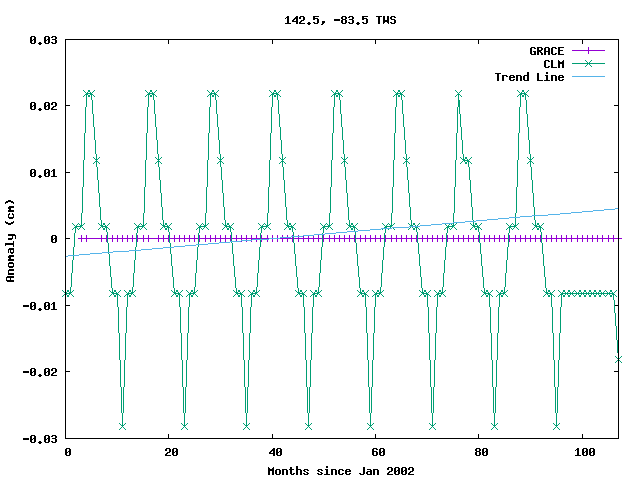 142.5, -83.5 TWS
GRACE
CLM
Trend Line
0.03
0.02
0.01
0
-0.01
-0.02
-0.03
Anomaly (cm)
0 20 40 60 80 100
Months since Jan 2002